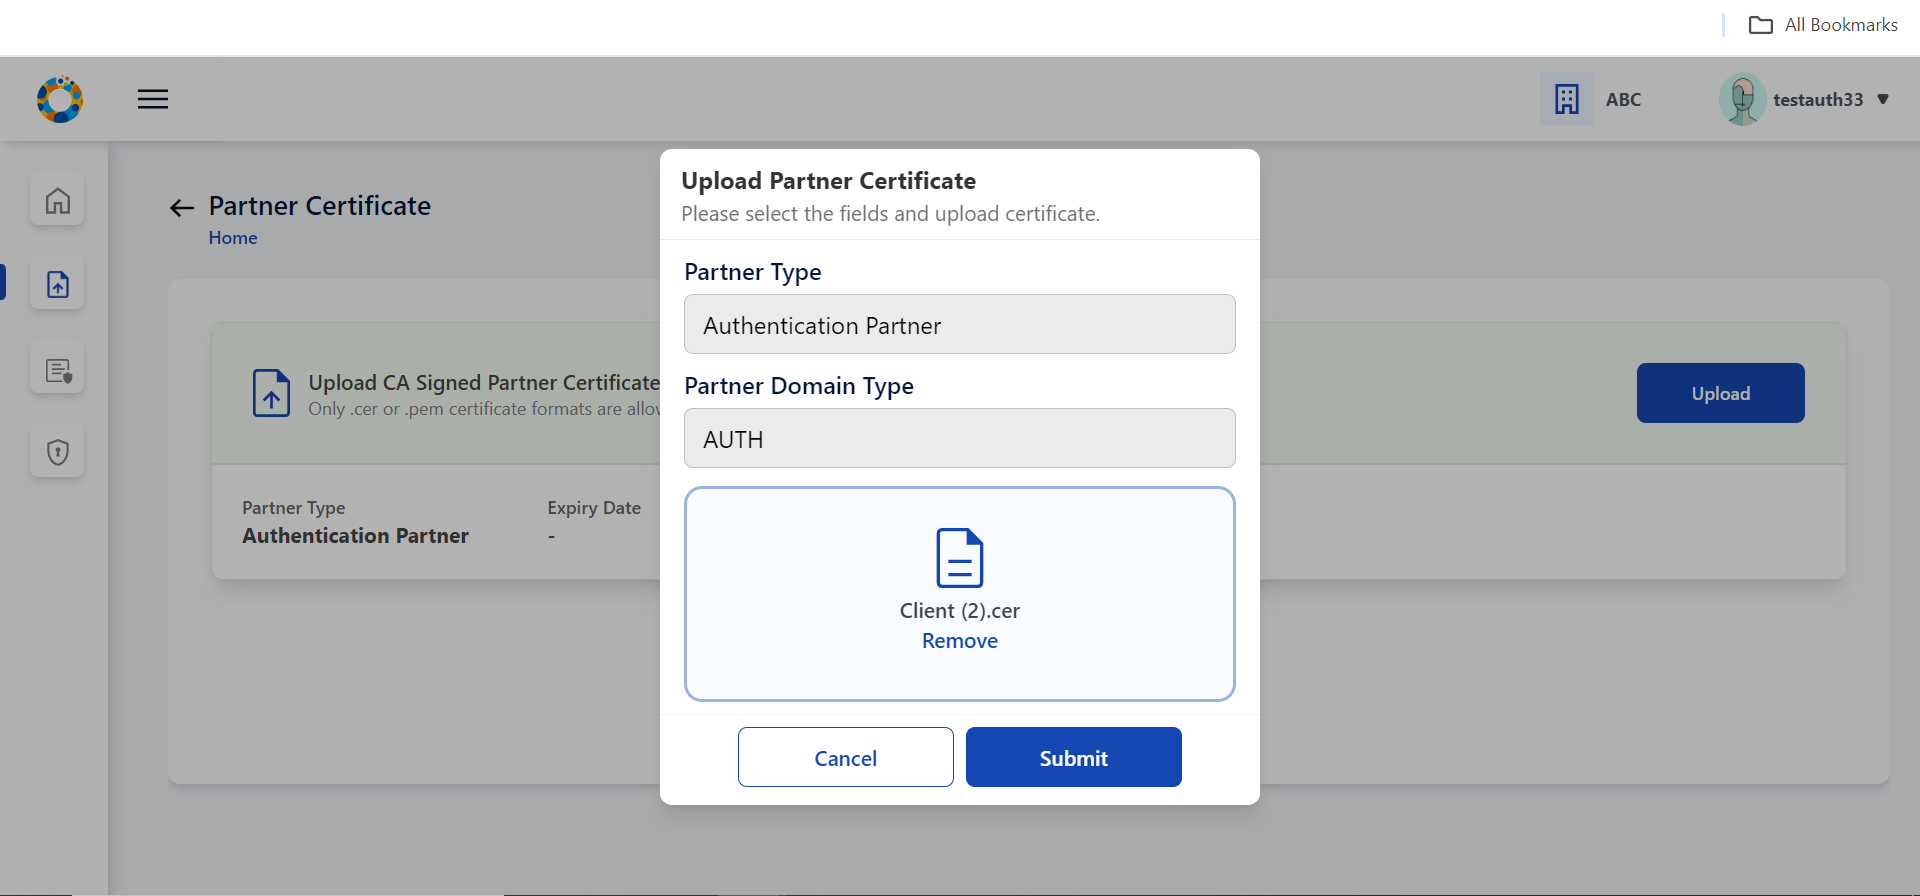 All Bookmarks
ABC
testauth33
Partner Certificate
Home
Upload CA Signed Partner Certificate
Only .cer or .pem certificate formats are
Upload
Partner Type
Expiry Date
Authentication Partner
-
Upload Partner Certificate
Please select the fields and upload certificate.
Partner Type
Authentication Partner
Partner Domain Type
AUTH
Client (2).cer
Remove
Cancel
Submit